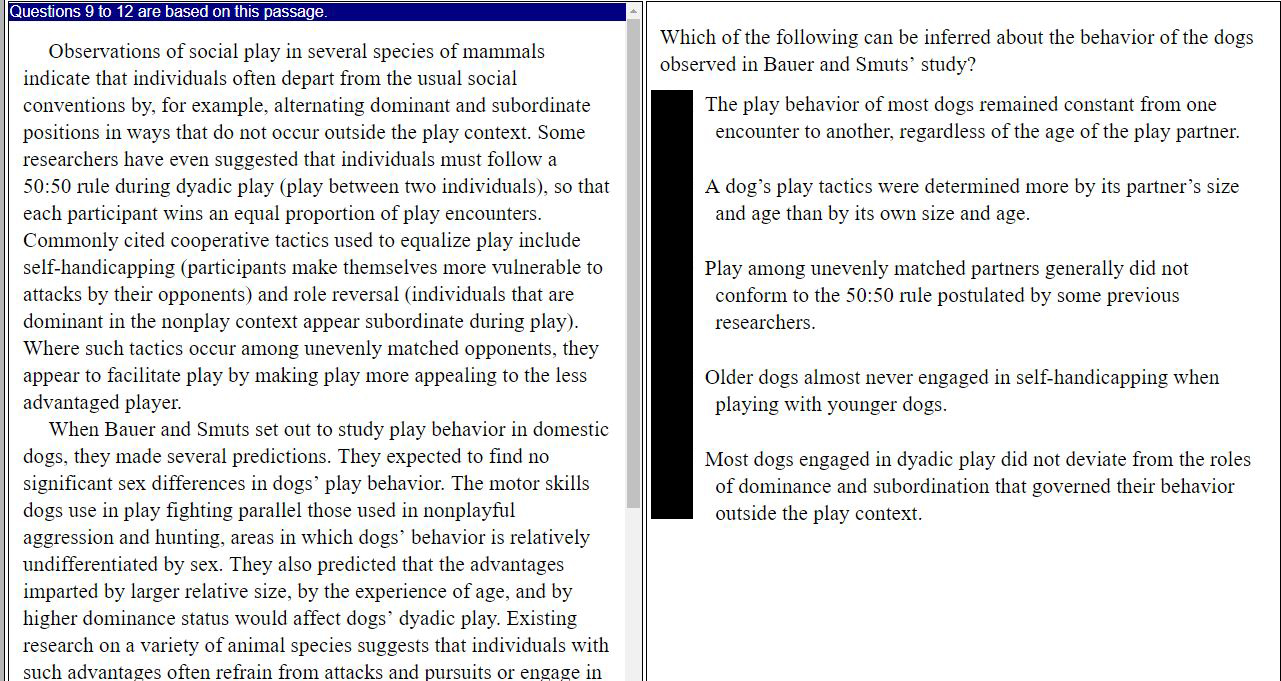 Questions 9 to 12 are based on this passage.
Observations of social play in several species of mammals
indicate that individuals often depart from the usual social
conventions by, for example, alternating dominant and subordinate
positions in ways that do not occur outside the play context. Some
researchers have even suggested that individuals must follow a
50:50 rule during dyadic play (play between two individuals), so that
each participant wins an equal proportion of play encounters.
Commonly cited cooperative tactics used to equalize play include
self-handicapping (participants make themselves more vulnerable to
attacks by their opponents) and role reversal (individuals that are
dominant in the nonplay context appear subordinate during play).
Where such tactics occur among unevenly matched opponents, they
appear to facilitate play by making play more appealing to the less
advantaged player.
When Bauer and Smuts set out to study play behavior in domestic
dogs, they made several predictions. They expected to find no
significant sex differences in dogs’ play behavior. The motor skills
dogs use in play fighting parallel those used in nonplayful
aggression and hunting, areas in which dogs’ behavior is relatively
undifferentiated by sex. They also predicted that the advantages
imparted by larger relative size, by the experience of age, and by
higher dominance status would affect dogs’ dyadic play. Existing
research on a variety of animal species suggests that individuals with
such advantages often refrain from attacks and pursuits or engage in
Which of the following can be inferred about the behavior of the dogs
observed in Bauer and Smuts’ study?
The play behavior of most dogs remained constant from one
encounter to another, regardless of the age of the play partner.
A dog’s play tactics were determined more by its partner’s size
and age than by its own size and age.
Play among unevenly matched partners generally did not
conform to the 50:50 rule postulated by some previous
researchers.
Older dogs almost never engaged in self-handicapping when
playing with younger dogs.
Most dogs engaged in dyadic play did not deviate from the roles
of dominance and subordination that governed their behavior
outside the play context.